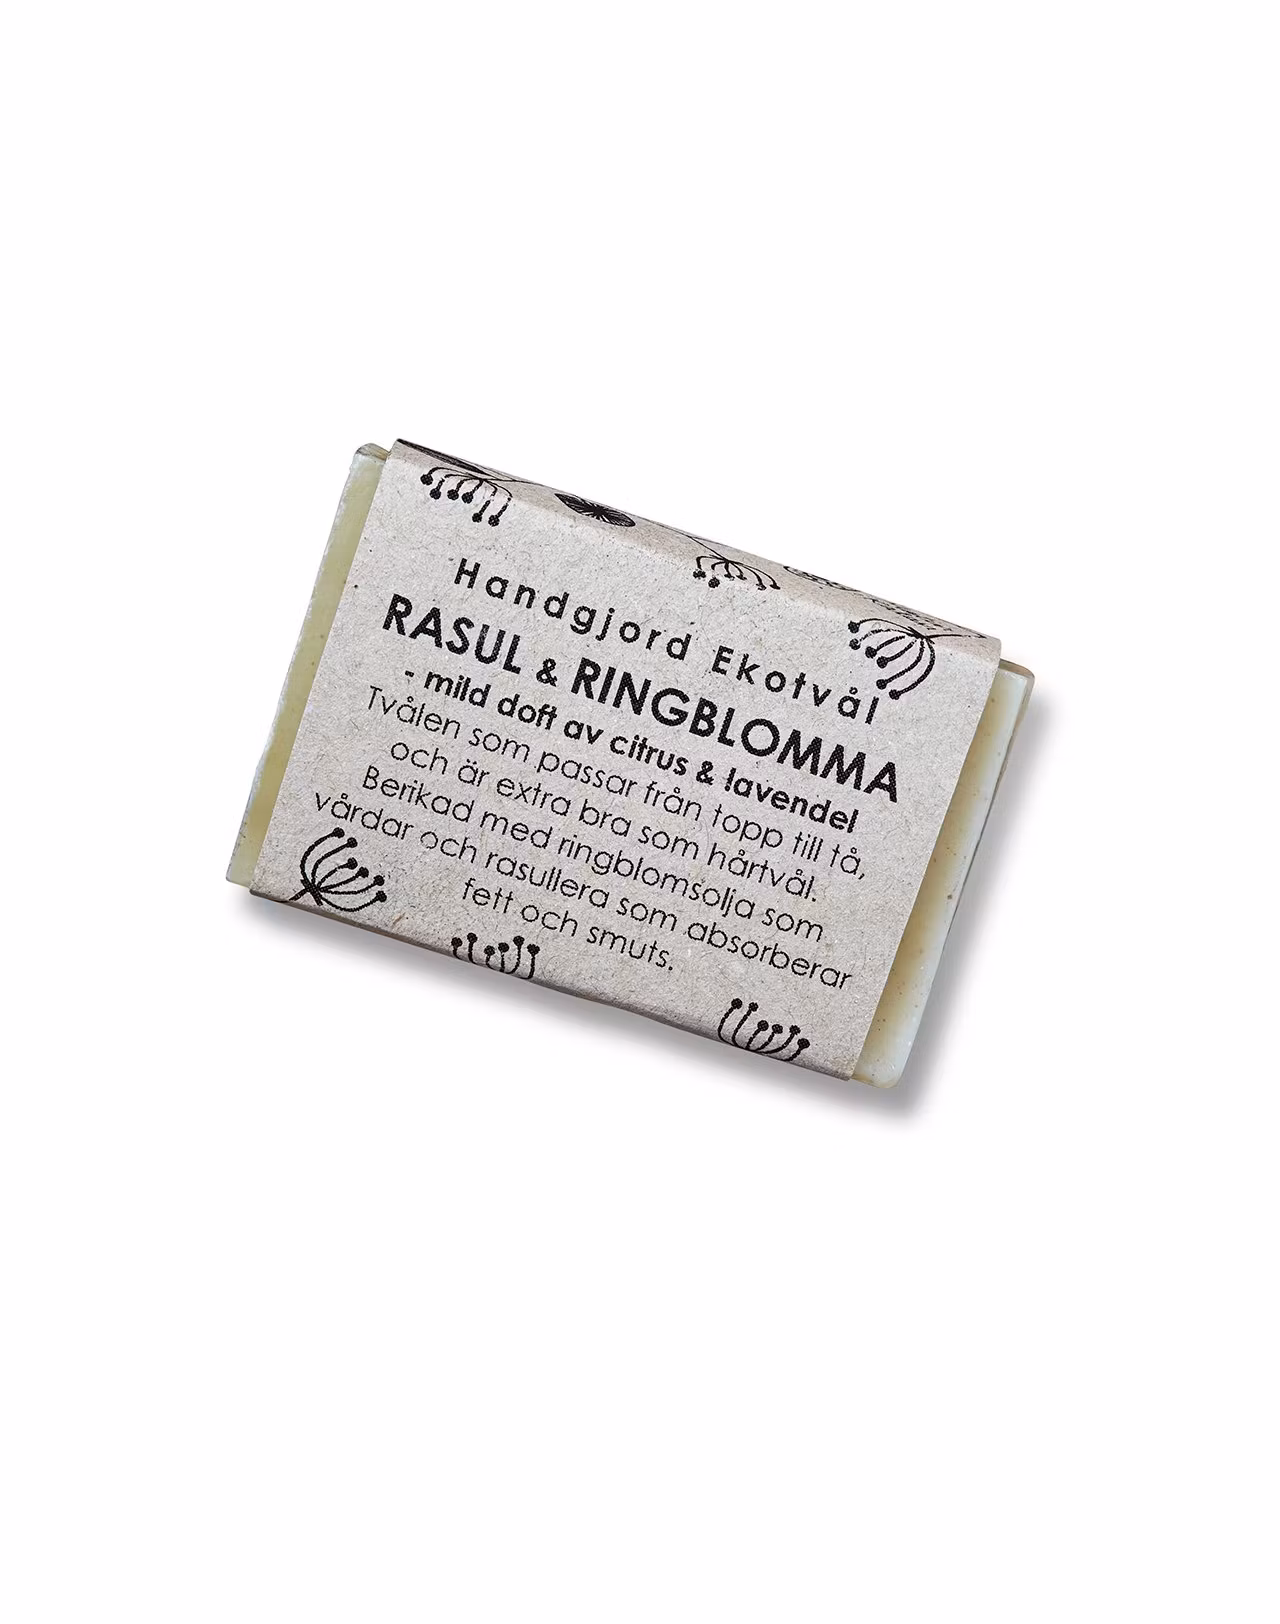 Handgjord Ekotvål
RASUL & RINGBLOMMA
- mild doft av citrus & lavendel
Tvålen som passar från topp till tå,
och är extra bra som hårtvål.
Berikad med ringblomsolja som
vårdar och rasullera som absorberar
fett och smuts.